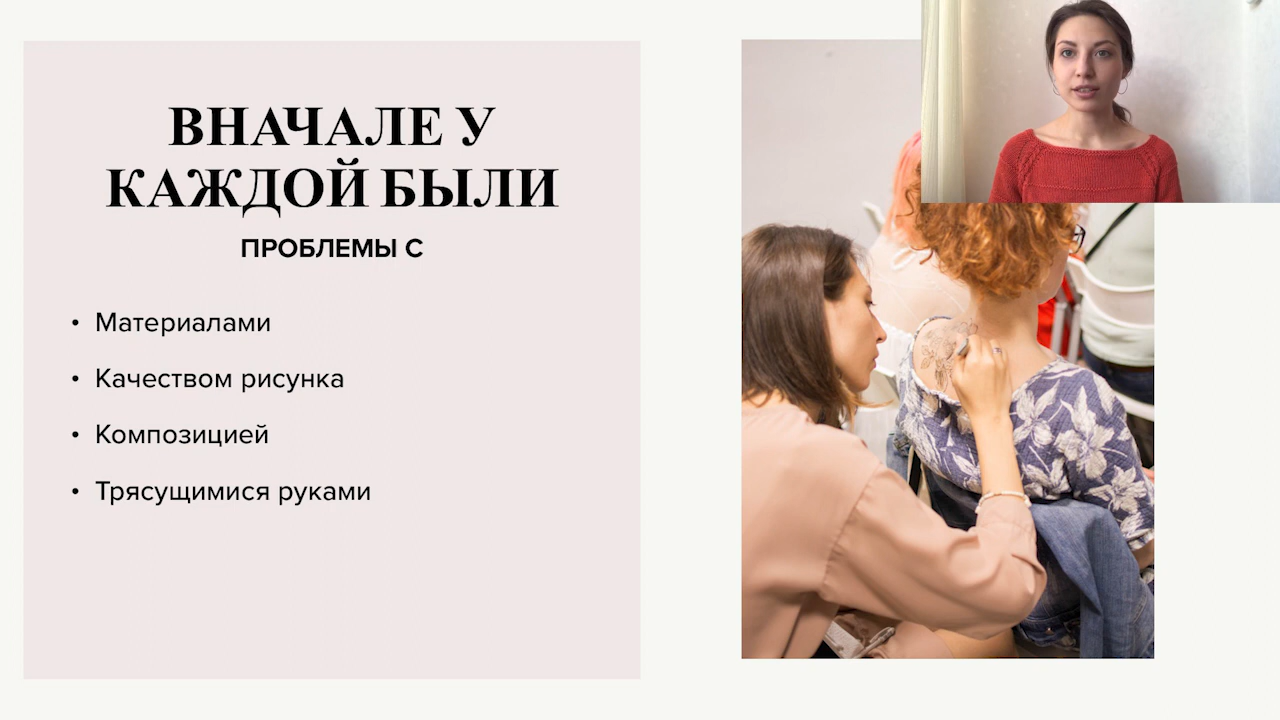 ВНАЧАЛЕ У
КАЖДОЙ БЫЛИ
ПРОБЛЕМЫ С
• Материалами
• Качеством рисунка
• Композицией
• Трясущимися руками